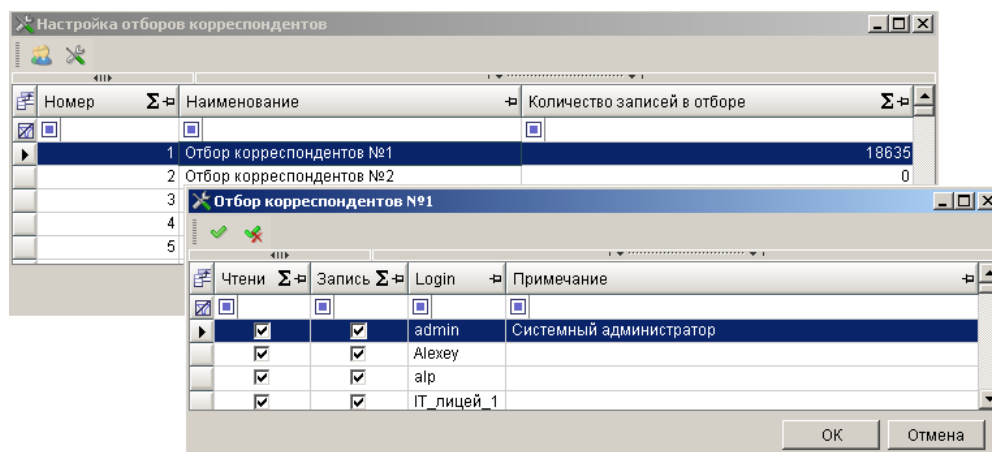 Настройка отборов корреспондентов
Номер Σ Наименование Количество записей в отборе Σ
1 Отбор корреспондентов №1 18635
2 Отбор корреспондентов №2 0
3
4
5
Отбор корреспондентов №1
Чтени Σ Запись Σ Login Примечание
admin Системный администратор
Alexey
alp
IT_лицей_1
OK Отмена